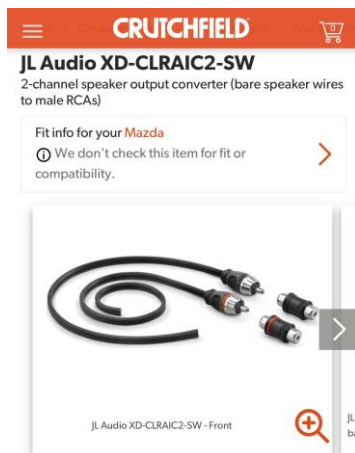 CRUTCHFIELD
0
JL Audio XD-CLRAIC2-SW
2-channel speaker output converter (bare speaker wires
to male RCAs)
Fit info for your Mazda
We don't check this item for fit or
compatibility.
JL Audio XD-CLRAIC2-SW - Front
JL
ba